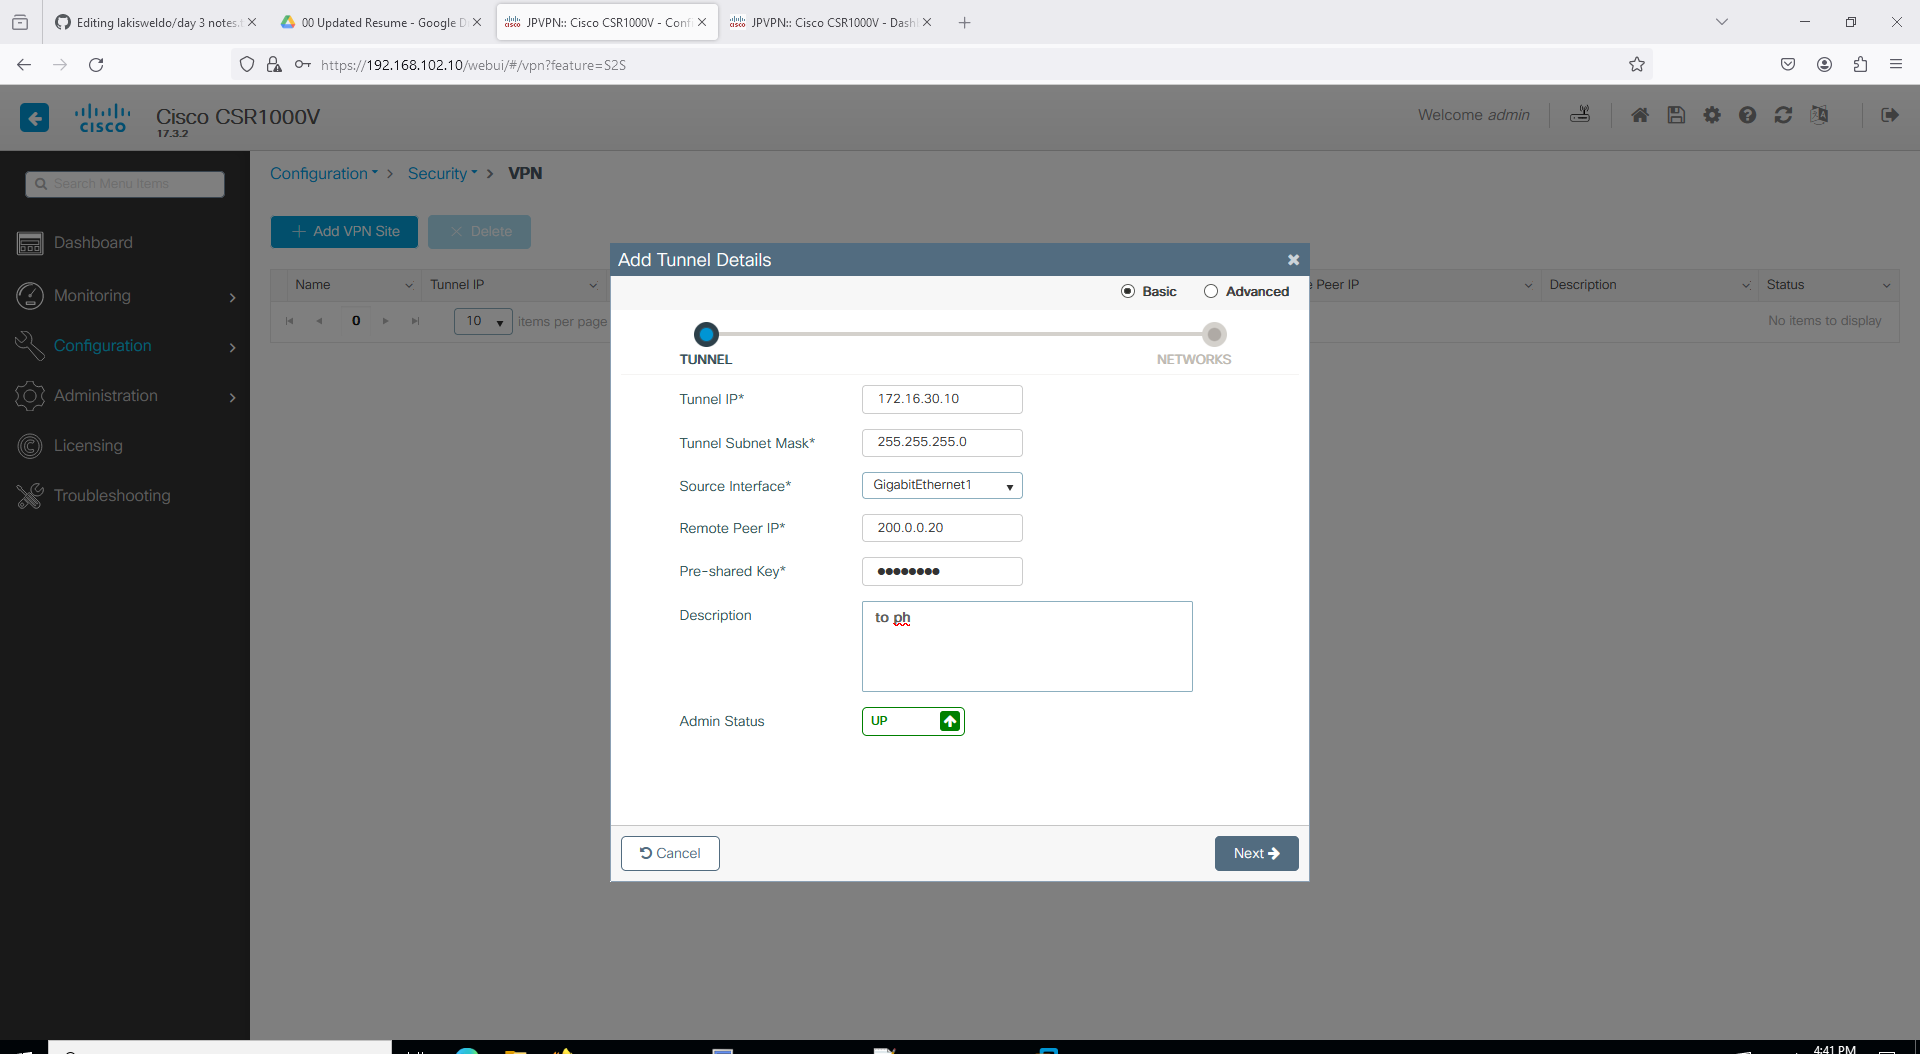 Editing lakisweldo/day 3 notes.t
00 Updated Resume - Google D
JPVPN:: Cisco CSR1000V - Confi
JPVPN:: Cisco CSR1000V - Dash
https://192.168.102.10/webui/#/vpn?feature=S2S
CISCO
Cisco CSR1000V
17.3.2
Welcome admin
Search Menu Items
Dashboard
Monitoring
Configuration
Administration
Licensing
Troubleshooting
Configuration > Security > VPN
+ Add VPN Site
× Delete
Name
Tunnel IP
e Peer IP
Description
Status
0
10
items per page
No items to display
Add Tunnel Details
Basic
Advanced
TUNNEL
NETWORKS
Tunnel IP*
172.16.30.10
Tunnel Subnet Mask*
255.255.255.0
Source Interface*
GigabitEthernet1
Remote Peer IP*
200.0.0.20
Pre-shared Key*
●●●●●●●●
Description
to ph
Admin Status
UP
Cancel
Next
4:41 PM